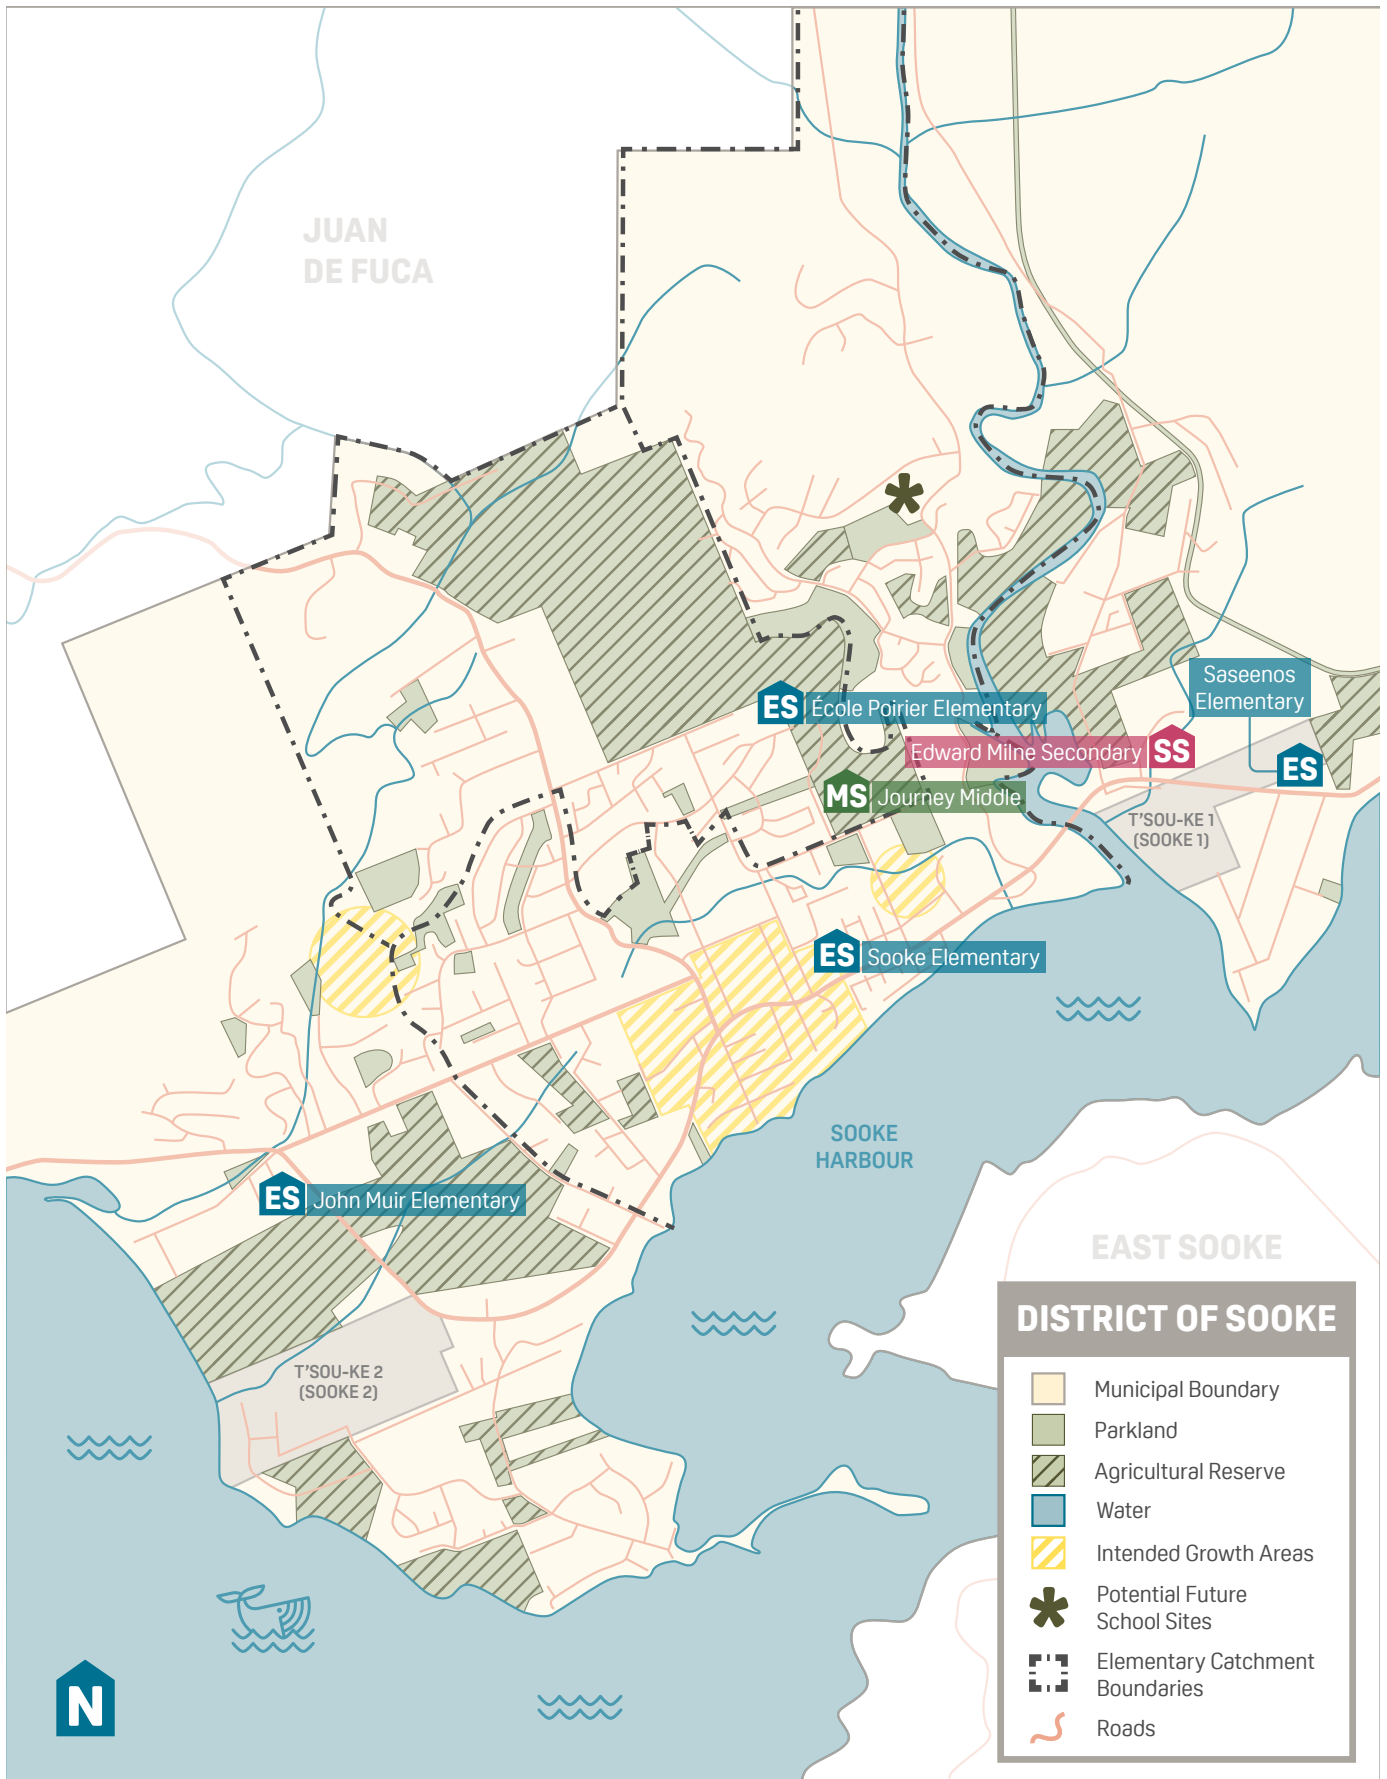 JUAN
DE FUCA
Saseenos
Elementary
ES École Poirier Elementary
Edward Milne Secondary SS
ES
MS Journey Middle
T'SOU-KE 1
(SOOKE 1)
ES Sooke Elementary
SOOKE
HARBOUR
ES John Muir Elementary
EAST SOOKE
T'SOU-KE 2
(SOOKE 2)
DISTRICT OF SOOKE
Municipal Boundary
Parkland
Agricultural Reserve
Water
Intended Growth Areas
Potential Future
School Sites
Elementary Catchment
Boundaries
Roads
N